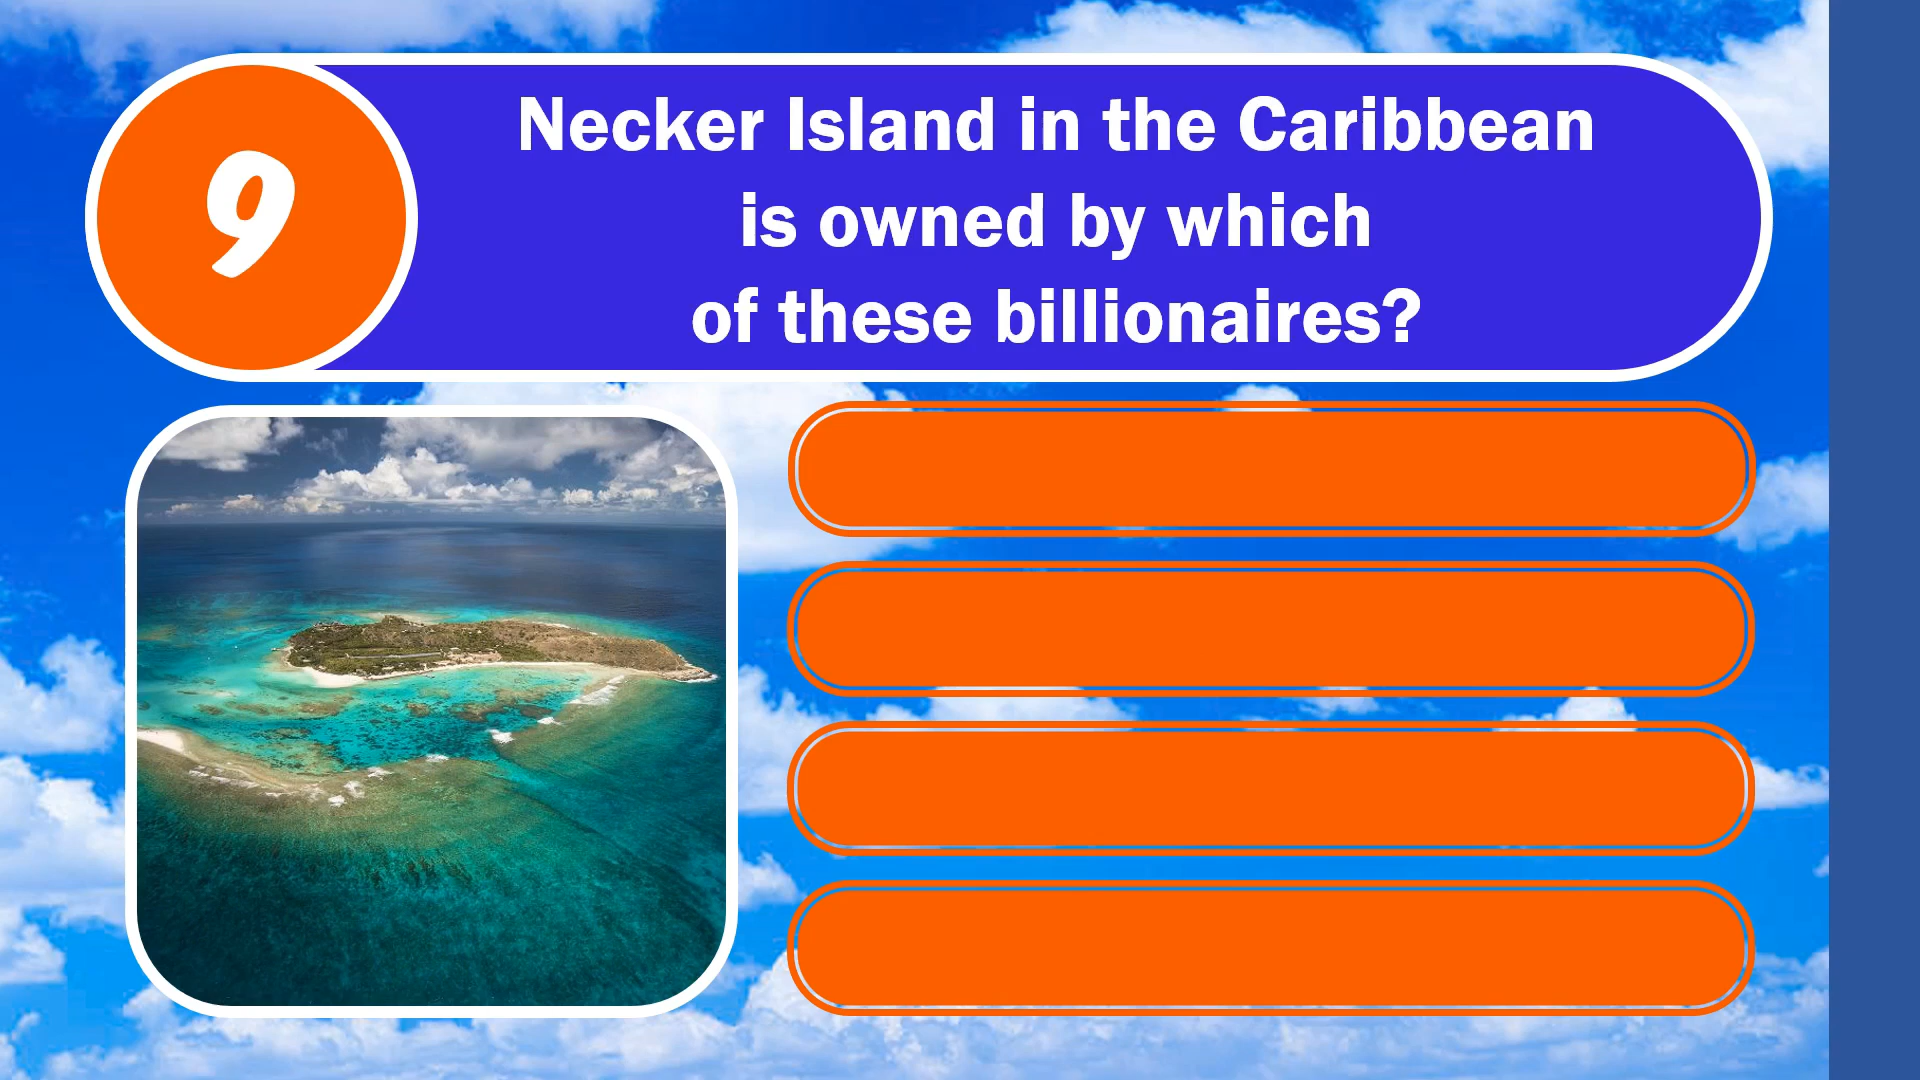 9
Necker Island in the Caribbean
is owned by which
of these billionaires?